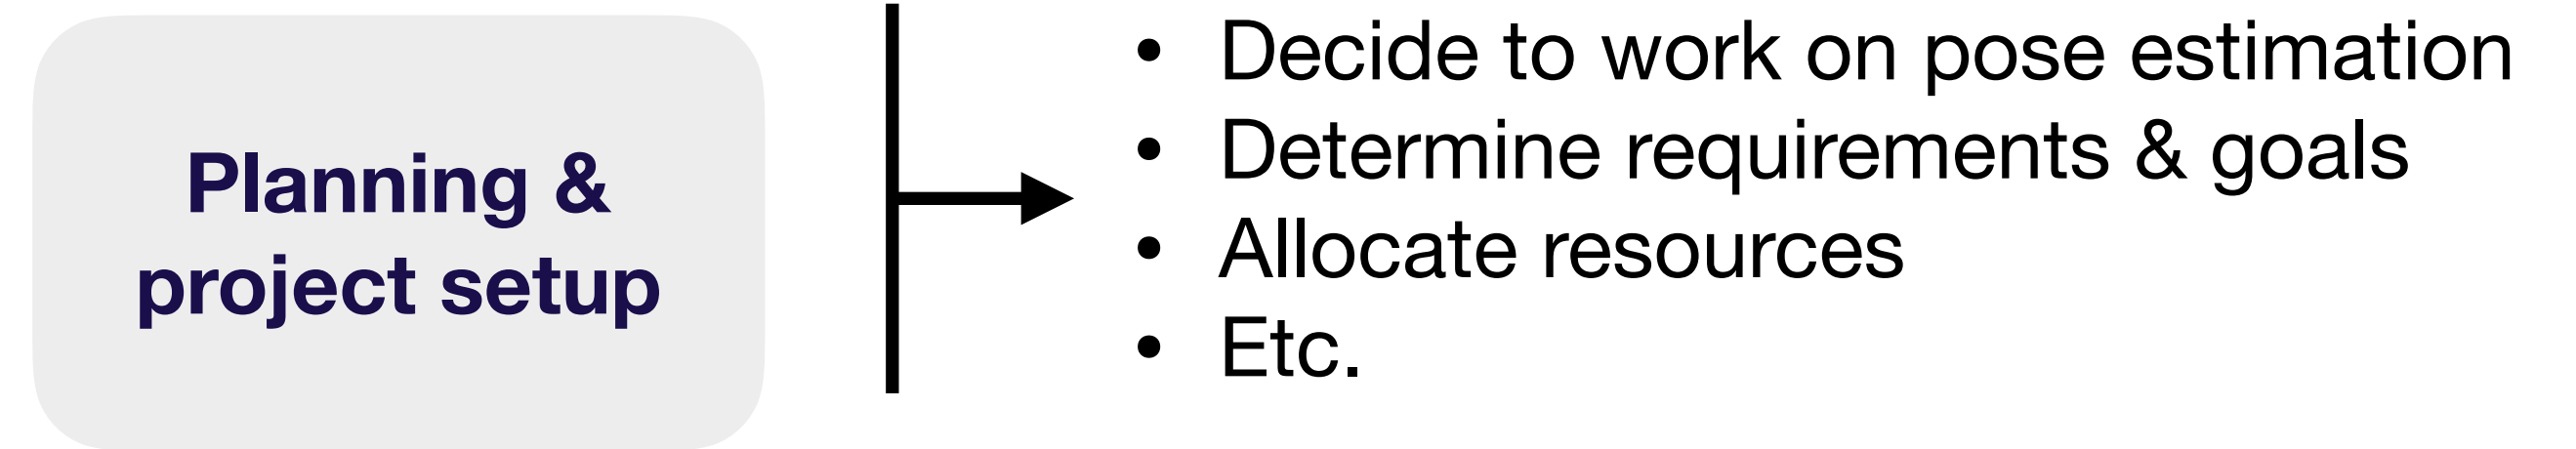 Planning &
project setup
• Decide to work on pose estimation
• Determine requirements & goals
• Allocate resources
• Etc.